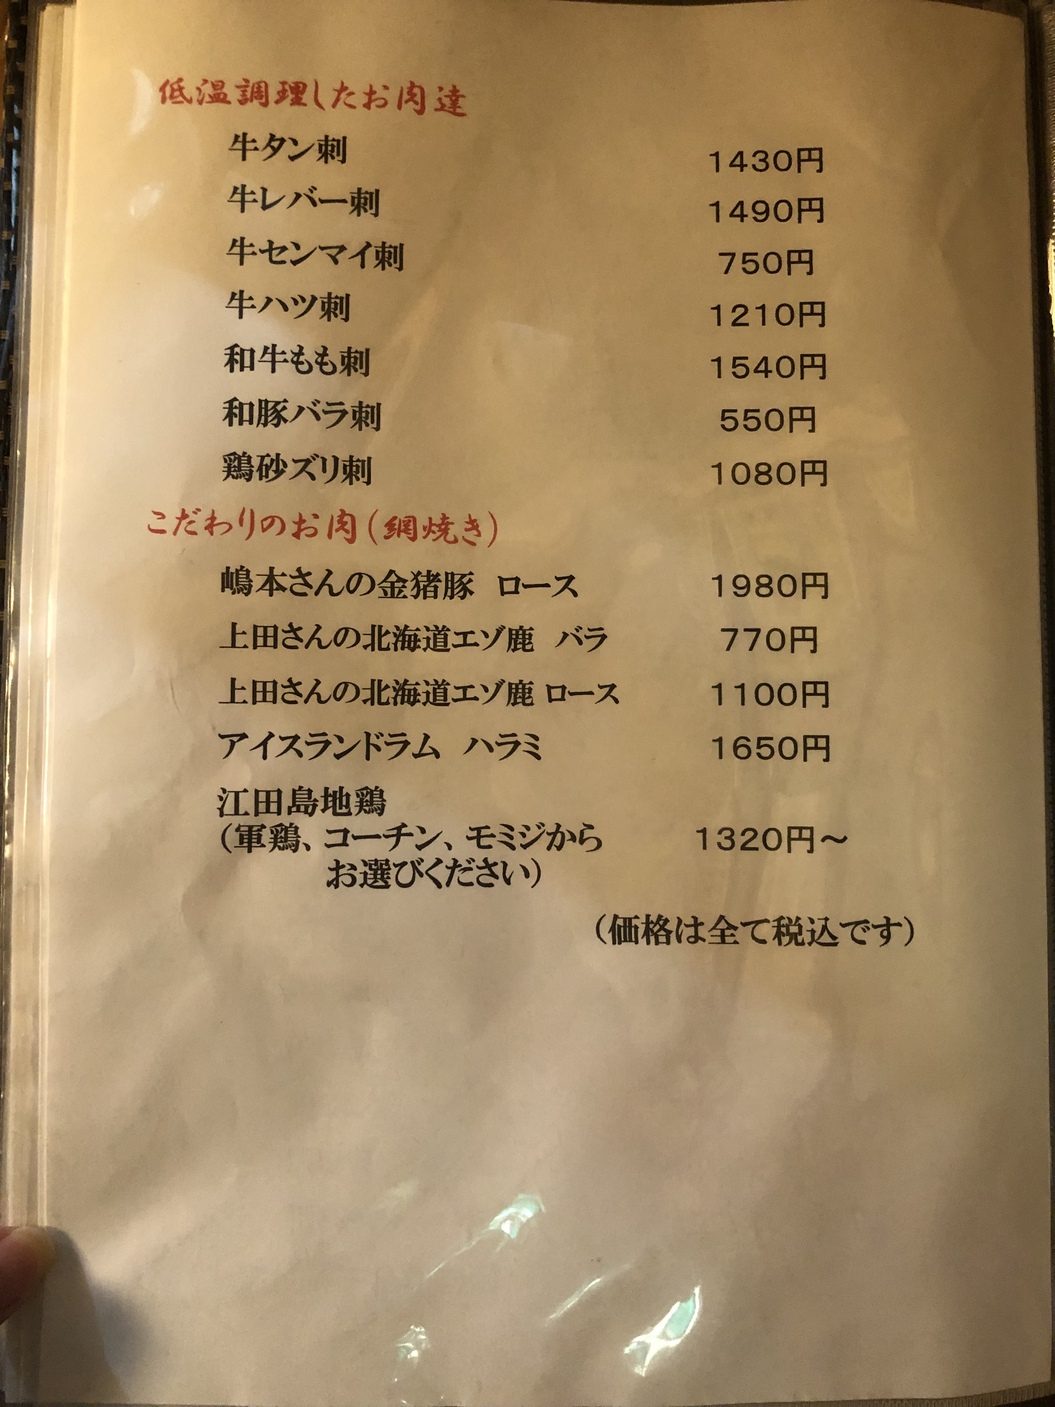 低温調理したお肉達
牛タン刺 1430円
牛レバー刺 1490円
牛センマイ刺 750円
牛ハツ刺 1210円
和牛もも刺 1540円
和豚バラ刺 550円
鶏砂ズリ刺 1080円
こだわりのお肉（網焼き）
嶋本さんの金猪豚 ロース 1980円
上田さんの北海道エゾ鹿 バラ 770円
上田さんの北海道エゾ鹿 ロース 1100円
アイスランドラム ハラミ 1650円
江田島地鶏
（軍鶏、コーチン、モミジから 1320円～
お選びください）
（価格は全て税込です）